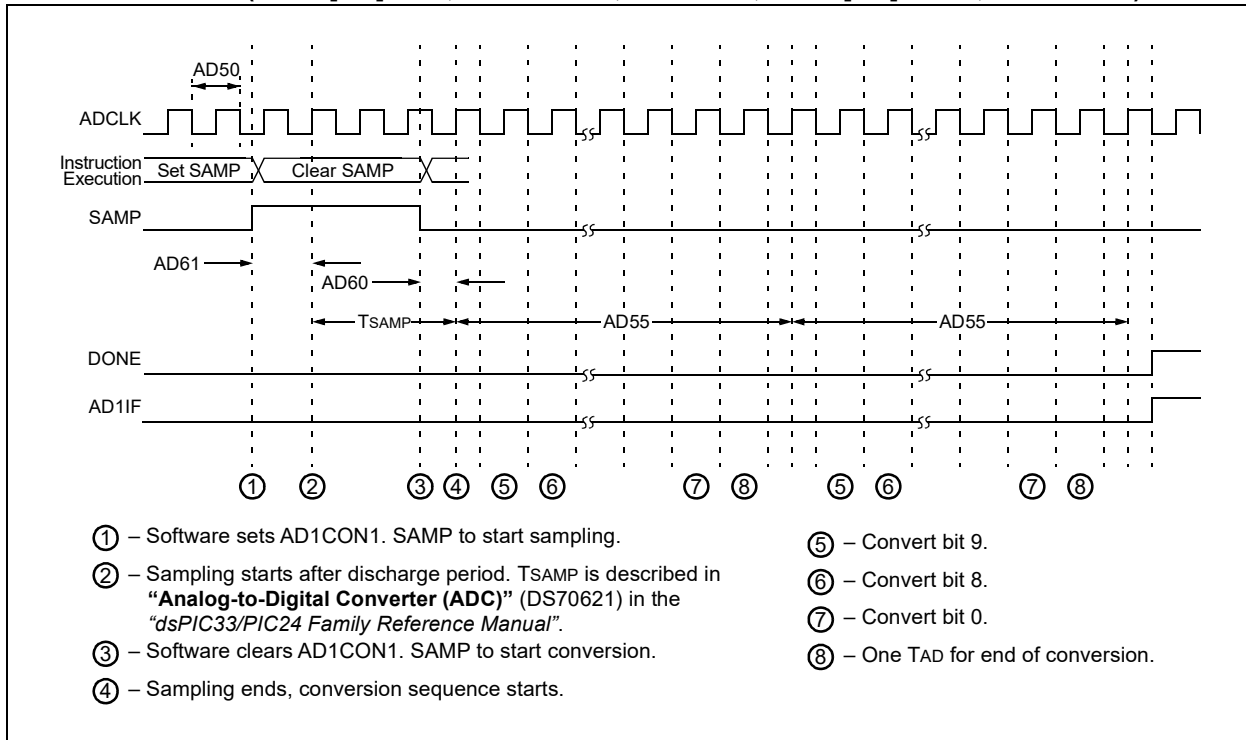 AD50
ADCLK
Instruction
Execution
Set SAMP
Clear SAMP
SAMP
AD61
AD60
TSAMP
AD55
AD55
DONE
AD1IF
1 2 3 4 5 6 7 8 5 6 7 8
1 – Software sets AD1CON1. SAMP to start sampling.
2 – Sampling starts after discharge period. TSAMP is described in
“Analog-to-Digital Converter (ADC)” (DS70621) in the
“dsPIC33/PIC24 Family Reference Manual”.
3 – Software clears AD1CON1. SAMP to start conversion.
4 – Sampling ends, conversion sequence starts.
5 – Convert bit 9.
6 – Convert bit 8.
7 – Convert bit 0.
8 – One TAD for end of conversion.